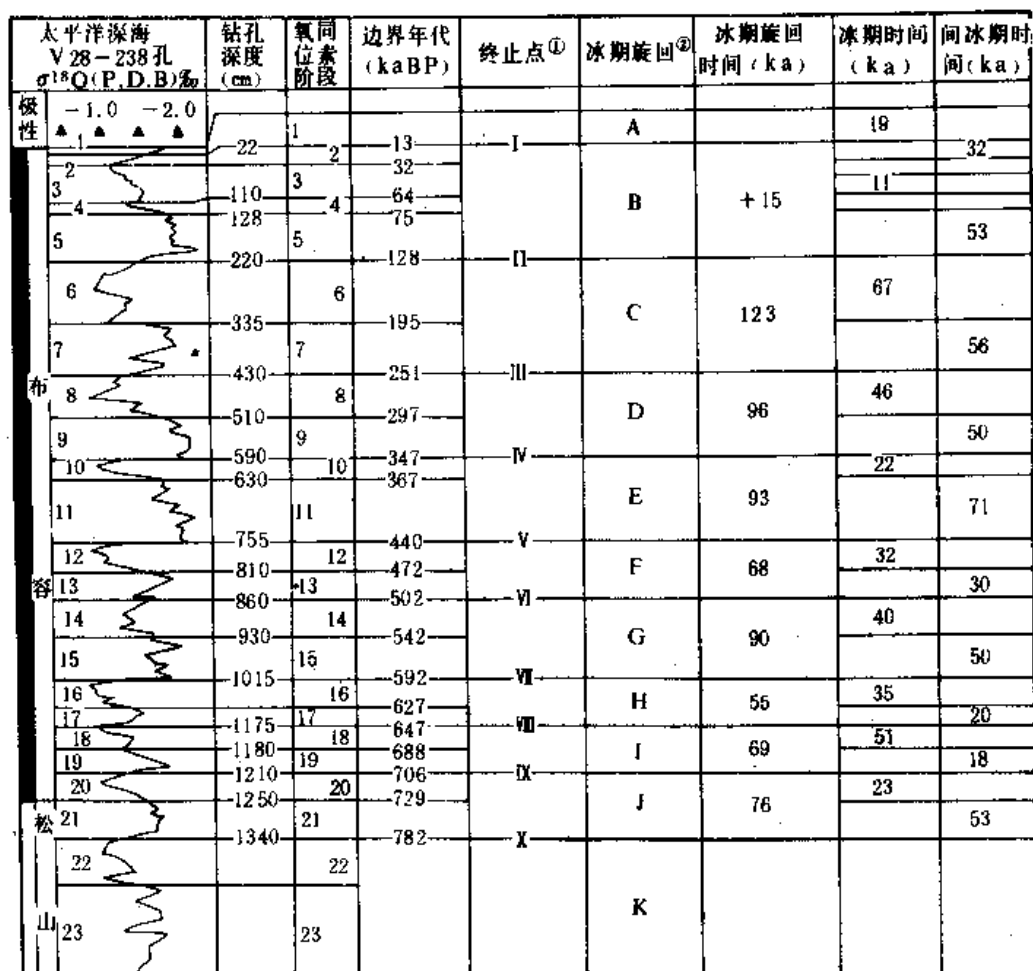 太平洋深海 钻孔 氧同 边界年代 终止点① 冰期旋回② 冰期旋回 冰期时间 间冰期时
V28-238孔 深度 位素 (kaBP) 时间(ka) (ka) 间(ka)
σ¹⁸Q(P.D.B)‰ (cm) 阶段
极性 -1.0 -2.0
1 A 19
1 22 2 13 I 32
2 32
3 3 11
110 64 B +15
4 128 4 75
5 5 53
220 128 II
6 6 67
335 195 C 123
7 7 56
430 251 III
布 8 8 46
510 297 D 96
9 9 50
590 347 IV
10 10 22
630 367
11 11 E 93 71
755 440 V
12 12 32
810 472 F 68
容 13 13 30
860 502 VI
14 14 40
930 542 G 90
15 15 50
1015 592 VII
16 16 35
627 H 55
17 17 20
1175 647 VIII
18 18 51
1180 688 I 69
19 19 18
1210 706 IX
20 20 23
1250 729 J 76
松 21 21 53
1340 782 X
22 22
K
山 23 23